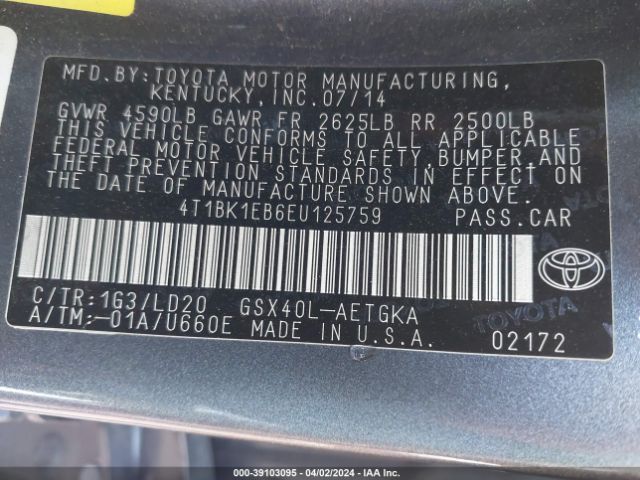 MFD.BY:TOYOTA MOTOR MANUFACTURING,
KENTUCKY,INC.07/14
GVWR 4590LB GAWR FR 2625LB RR 2500LB
THIS VEHICLE CONFORMS TO ALL APPLICABLE
FEDERAL MOTOR VEHICLE SAFETY,BUMPER,AND
THEFT PREVENTION STANDARDS IN EFFECT ON
THE DATE OF MANUFACTURE SHOWN ABOVE.
4T1BK1EB6EU125759 PASS.CAR
C/TR:1G3/LD20 GSX40L-AETGKA
TOYOTA
A/TM:-01A/U660E MADE IN U.S.A. 02172
000-39103095 - 04/02/2024 - IAA Inc.